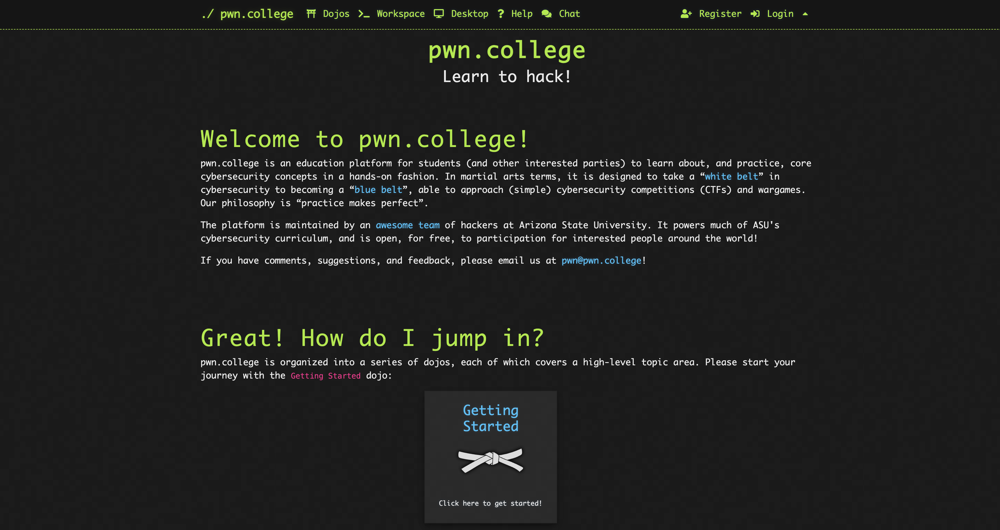 ./ pwn.college Dojos Workspace Desktop Help Chat Register Login
pwn.college
Learn to hack!
Welcome to pwn.college!
pwn.college is an education platform for students (and other interested parties) to learn about, and practice, core
cybersecurity concepts in a hands-on fashion. In martial arts terms, it is designed to take a “white belt” in
cybersecurity to becoming a “blue belt”, able to approach (simple) cybersecurity competitions (CTFs) and wargames.
Our philosophy is “practice makes perfect”.
The platform is maintained by an awesome team of hackers at Arizona State University. It powers much of ASU's
cybersecurity curriculum, and is open, for free, to participation for interested people around the world!
If you have comments, suggestions, and feedback, please email us at pwn@pwn.college!
Great! How do I jump in?
pwn.college is organized into a series of dojos, each of which covers a high-level topic area. Please start your
journey with the Getting Started dojo:
Getting
Started
Click here to get started!